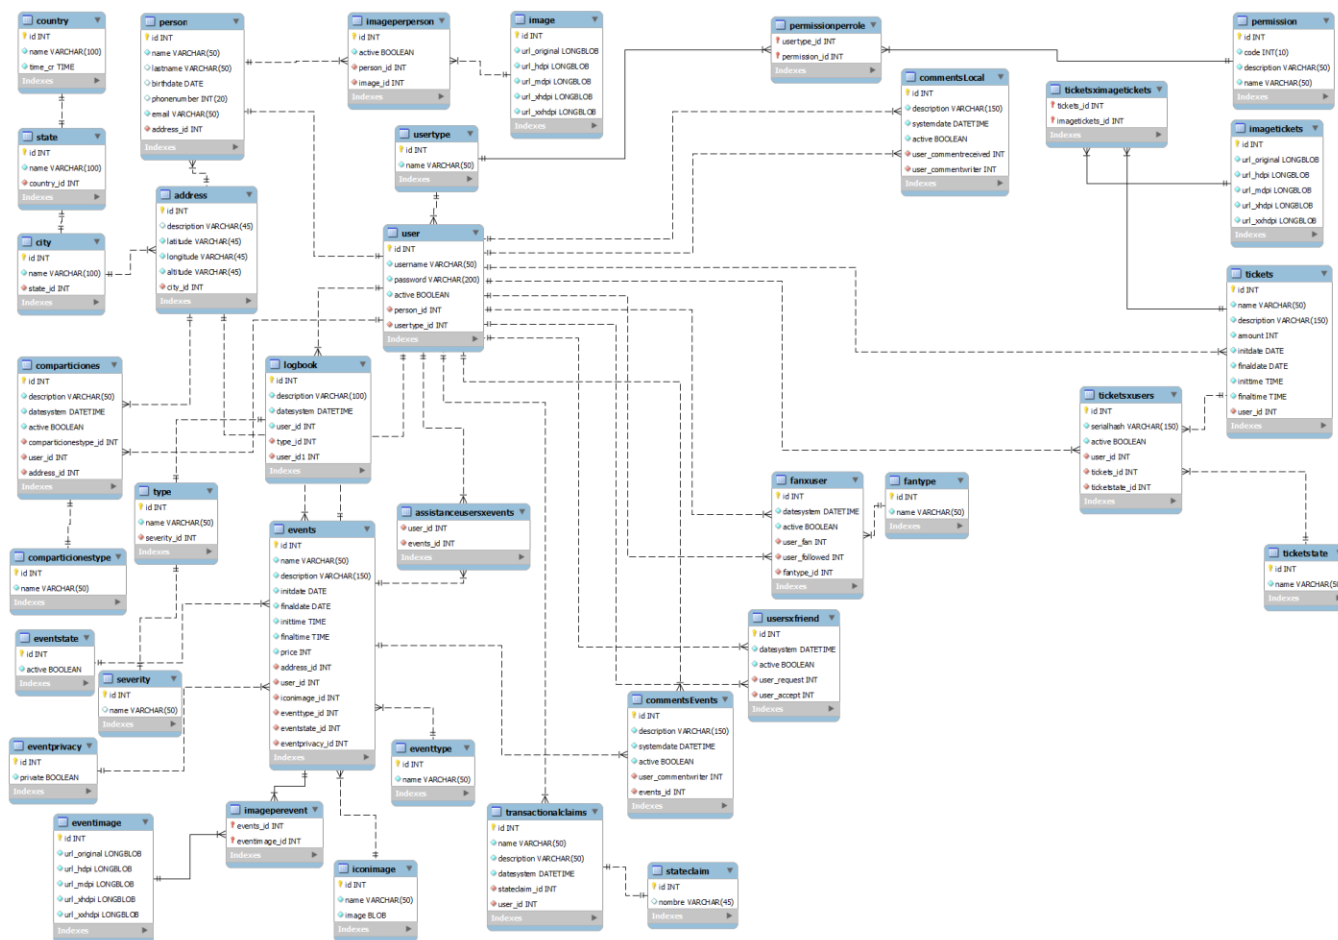 country
id INT
name VARCHAR(100)
time_cr TIME
Indexes
person
id INT
name VARCHAR(50)
lastname VARCHAR(50)
birthdate DATE
phonenumber INT(20)
email VARCHAR(50)
address_id INT
Indexes
imageperperson
id INT
active BOOLEAN
person_id INT
image_id INT
Indexes
image
id INT
url_original LONGBLOB
url_hdpi LONGBLOB
url_mdpi LONGBLOB
url_xhdpi LONGBLOB
url_xxhdpi LONGBLOB
Indexes
permissionperrole
usertype_id INT
permission_id INT
Indexes
permission
id INT
code INT(10)
description VARCHAR(50)
name VARCHAR(50)
Indexes
commentsLocal
id INT
description VARCHAR(150)
systemdate DATETIME
active BOOLEAN
user_commentreceived INT
user_commentwriter INT
Indexes
ticketsximagetickets
tickets_id INT
imagetickets_id INT
Indexes
imagetickets
id INT
url_original LONGBLOB
url_hdpi LONGBLOB
url_mdpi LONGBLOB
url_xhdpi LONGBLOB
url_xxhdpi LONGBLOB
Indexes
state
id INT
name VARCHAR(100)
country_id INT
Indexes
usertype
id INT
name VARCHAR(50)
Indexes
address
id INT
description VARCHAR(45)
latitude VARCHAR(45)
longitude VARCHAR(45)
altitude VARCHAR(45)
city_id INT
Indexes
city
id INT
name VARCHAR(100)
state_id INT
Indexes
user
id INT
username VARCHAR(50)
password VARCHAR(200)
active BOOLEAN
person_id INT
usertype_id INT
Indexes
tickets
id INT
name VARCHAR(50)
description VARCHAR(150)
amount INT
initdate DATE
finaldate DATE
inittime TIME
finaltime TIME
user_id INT
Indexes
comparticiones
id INT
description VARCHAR(50)
datesystem DATETIME
active BOOLEAN
comparticionestype_id INT
user_id INT
address_id INT
Indexes
logbook
id INT
description VARCHAR(100)
datesystem DATETIME
user_id INT
type_id INT
user_id1 INT
Indexes
ticketsxusers
id INT
serialhash VARCHAR(150)
active BOOLEAN
user_id INT
tickets_id INT
ticketstate_id INT
Indexes
type
id INT
name VARCHAR(50)
severity_id INT
Indexes
fanxuser
id INT
datesystem DATETIME
active BOOLEAN
user_fan INT
user_followed INT
fantype_id INT
Indexes
fantype
id INT
name VARCHAR(50)
Indexes
assistanceusersxevents
user_id INT
events_id INT
Indexes
events
id INT
name VARCHAR(50)
description VARCHAR(150)
initdate DATE
finaldate DATE
inittime TIME
finaltime TIME
price INT
address_id INT
user_id INT
iconimage_id INT
eventtype_id INT
eventstate_id INT
eventprivacy_id INT
Indexes
comparticionestype
id INT
name VARCHAR(50)
Indexes
ticketstate
id INT
name VARCHAR(50
Indexes
eventstate
id INT
active BOOLEAN
Indexes
usersxfriend
id INT
datesystem DATETIME
active BOOLEAN
user_request INT
user_accept INT
Indexes
severity
id INT
name VARCHAR(50)
Indexes
commentsEvents
id INT
description VARCHAR(150)
systemdate DATETIME
active BOOLEAN
user_commentwriter INT
events_id INT
Indexes
eventprivacy
id INT
private BOOLEAN
Indexes
eventtype
id INT
name VARCHAR(50)
Indexes
imageperevent
events_id INT
eventimage_id INT
Indexes
transactionalclaims
id INT
name VARCHAR(50)
description VARCHAR(50)
datesystem DATETIME
stateclaim_id INT
user_id INT
Indexes
eventimage
id INT
url_original LONGBLOB
url_hdpi LONGBLOB
url_mdpi LONGBLOB
url_xhdpi LONGBLOB
url_xxhdpi LONGBLOB
Indexes
iconimage
id INT
name VARCHAR(50)
image BLOB
Indexes
stateclaim
id INT
nombre VARCHAR(45)
Indexes